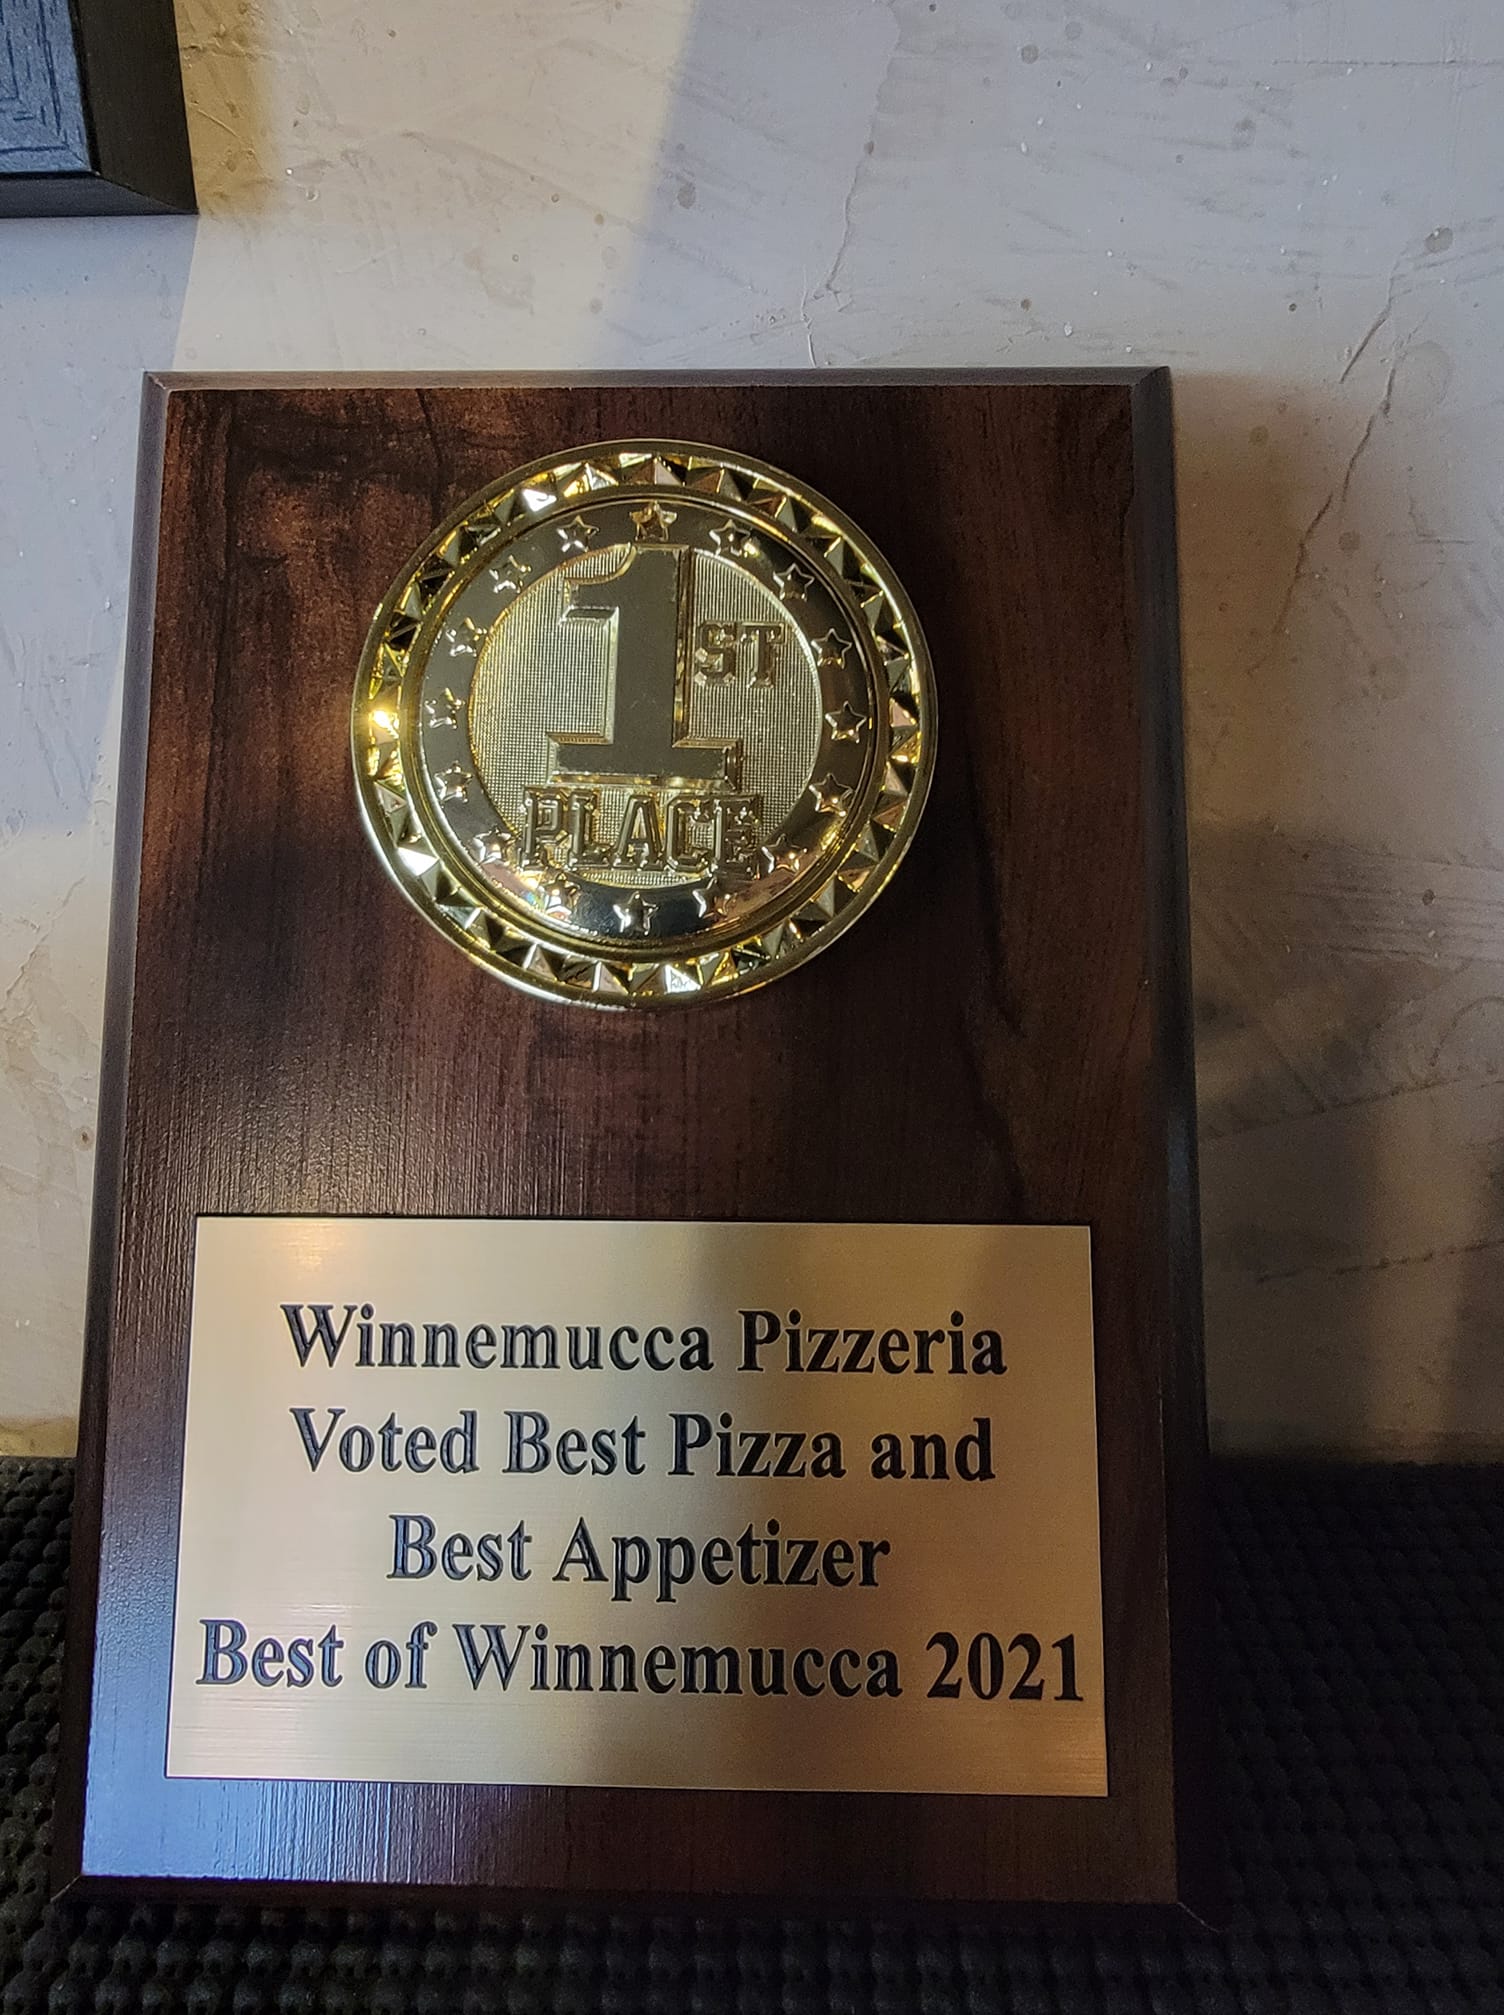 1ST
PLACE
Winnemucca Pizzeria
Voted Best Pizza and
Best Appetizer
Best of Winnemucca 2021